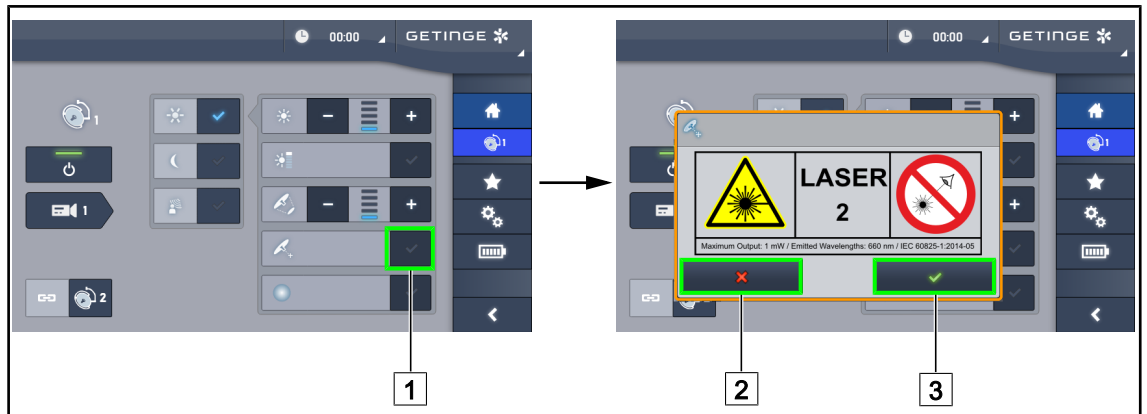 00:00 GETINGE
1
1
1
2
1
00:00 GETINGE
+
1
LASER
2
+
Maximum Output: 1 mW / Emitted Wavelengths: 660 nm / IEC 60825-1:2014-05
2
3